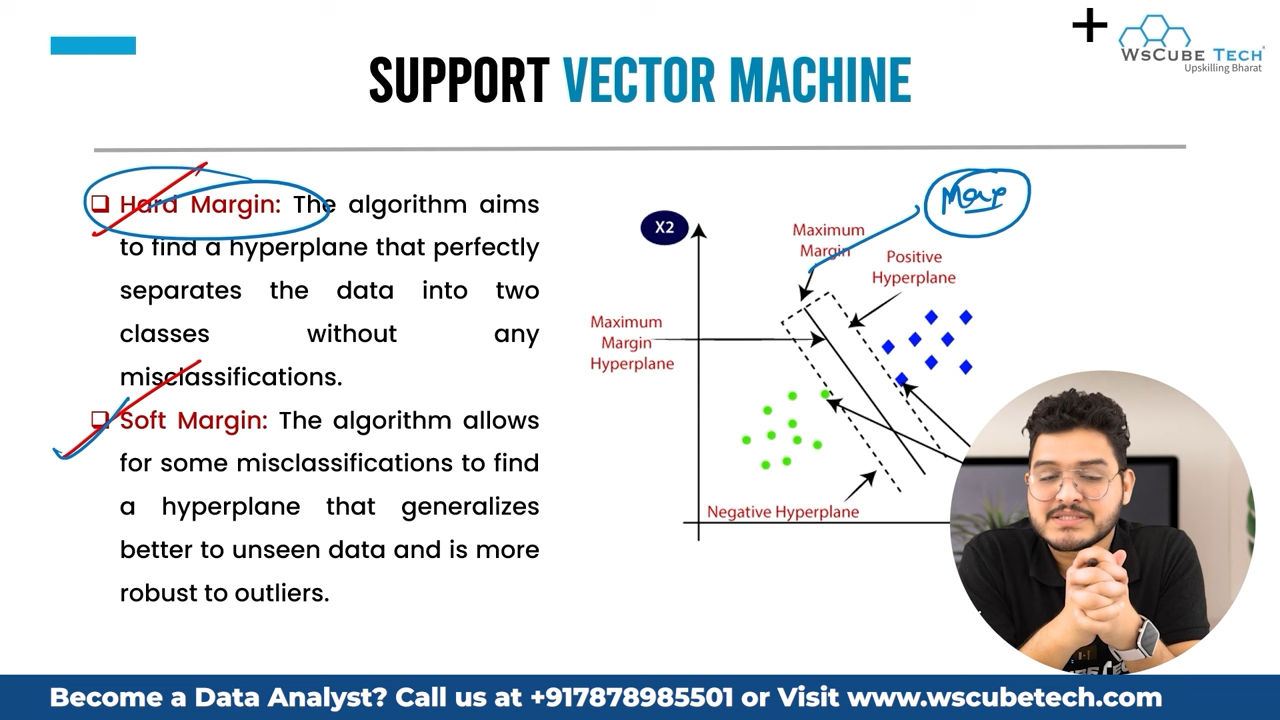 WSCUBE TECH
Upskilling Bharat
SUPPORT VECTOR MACHINE
Hard Margin: The algorithm aims
to find a hyperplane that perfectly
separates the data into two
classes without any
misclassifications.
Soft Margin: The algorithm allows
for some misclassifications to find
a hyperplane that generalizes
better to unseen data and is more
robust to outliers.
X2
Maximum
Margin
Positive
Hyperplane
Maximum
Margin
Hyperplane
Negative Hyperplane
Become a Data Analyst? Call us at +917878985501 or Visit www.wscubetech.com